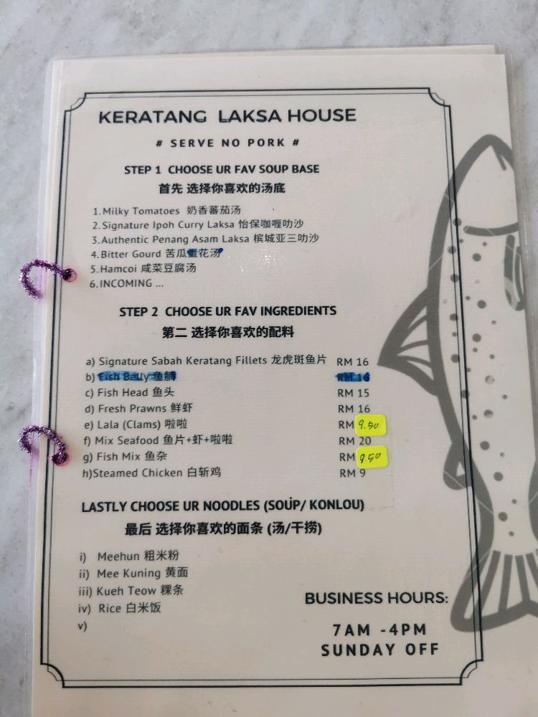 KERATANG LAKSA HOUSE
# SERVE NO PORK #
STEP 1 CHOOSE UR FAV SOUP BASE
首先 选择你喜欢的汤底
1.Milky Tomatoes 奶香蕃茄汤
2.Signature Ipoh Curry Laksa 怡保咖喱叻沙
3.Authentic Penang Asam Laksa 槟城亚三叻沙
4.Bitter Gourd 苦瓜蛋花汤
5.Hamcoi 咸菜豆腐汤
6.INCOMING ...
STEP 2 CHOOSE UR FAV INGREDIENTS
第二 选择你喜欢的配料
a) Signature Sabah Keratang Fillets 龙虎斑鱼片 RM 16
b) Fish Belly 鱼腩 RM 16
c) Fish Head 鱼头 RM 15
d) Fresh Prawns 鲜虾 RM 16
e) Lala (Clams) 啦啦 RM 9.50
f) Mix Seafood 鱼片+虾+啦啦 RM 20
g) Fish Mix 鱼杂 RM 9.50
h)Steamed Chicken 白斩鸡 RM 9
LASTLY CHOOSE UR NOODLES (SOUP/ KONLOU)
最后 选择你喜欢的面条 (汤/干捞)
i) Meehun 粗米粉
ii) Mee Kuning 黄面
iii) Kueh Teow 粿条
iv) Rice 白米饭
v)
BUSINESS HOURS:
7AM -4PM
SUNDAY OFF